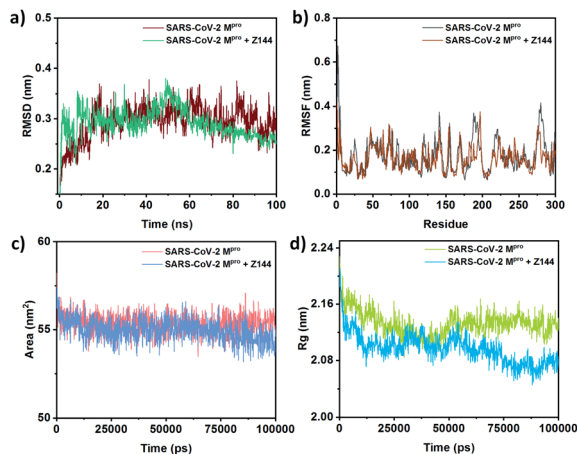 a)
SARS-CoV-2 Mᵖʳᵒ
SARS-CoV-2 Mᵖʳᵒ + Z144
RMSD (nm)
0.5
0.4
0.3
0.2
0 20 40 60 80 100
Time (ns)
b)
SARS-CoV-2 Mᵖʳᵒ
SARS-CoV-2 Mᵖʳᵒ + Z144
RMSF (nm)
0.8
0.6
0.4
0.2
0.0
0 50 100 150 200 250 300
Residue
c)
SARS-CoV-2 Mᵖʳᵒ
SARS-CoV-2 Mᵖʳᵒ + Z144
Area (nm²)
60
55
50
0 25000 50000 75000 100000
Time (ps)
d)
SARS-CoV-2 Mᵖʳᵒ
SARS-CoV-2 Mᵖʳᵒ + Z144
Rg (nm)
2.24
2.16
2.08
2.00
0 25000 50000 75000 100000
Time (ps)